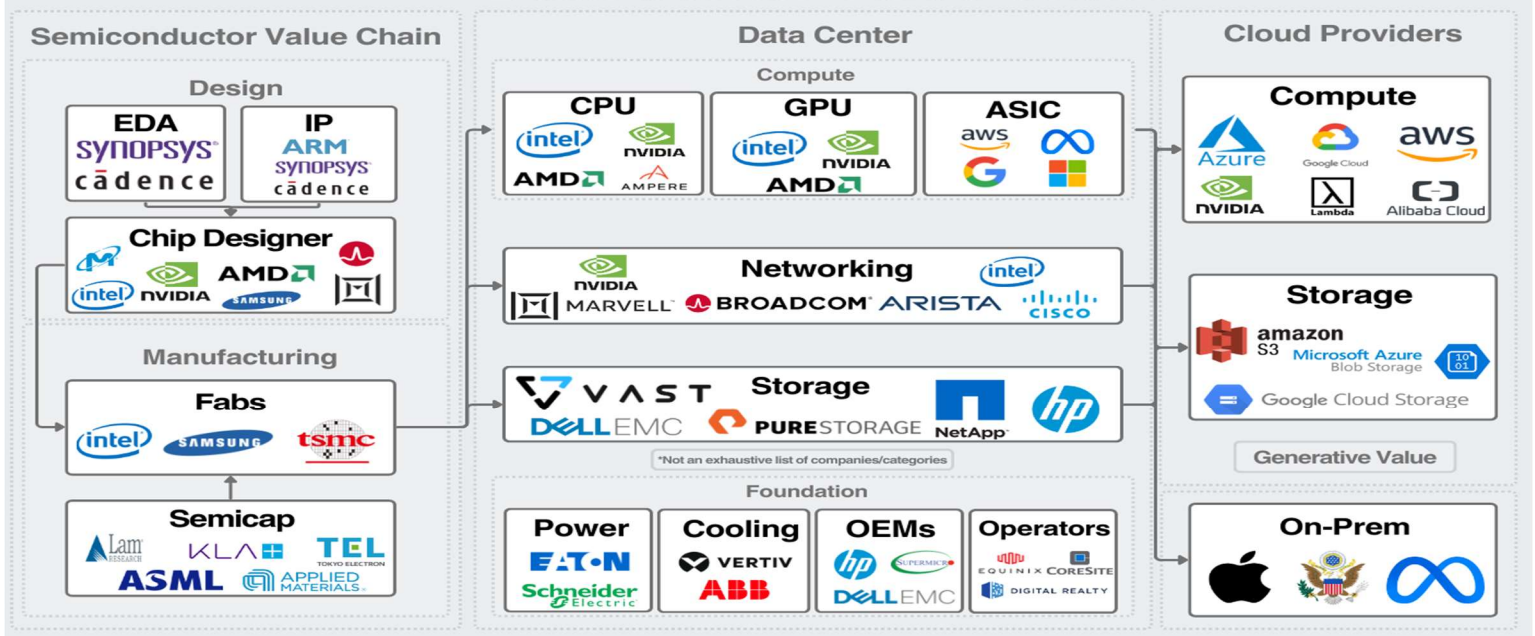 Semiconductor Value Chain
Design
EDA
SYNOPSYS®
cādence
IP
ARM
SYNOPSYS®
cādence
Chip Designer
intel
NVIDIA
AMD
SAMSUNG
Manufacturing
Fabs
intel
SAMSUNG
tsmc
Semicap
Lam
RESEARCH
KLA
TEL
TOKYO ELECTRON
ASML
APPLIED
MATERIALS®
Data Center
Compute
CPU
intel
NVIDIA
AMD
AMPERE
GPU
intel
NVIDIA
AMD
ASIC
aws
G
Networking
NVIDIA
intel
MARVELL™
BROADCOM®
ARISTA
CISCO
Storage
VAST
DELLEMC
PURESTORAGE
NetApp
hp
*Not an exhaustive list of companies/categories
Foundation
Power
EATON
Schneider
Electric
Cooling
VERTIV
ABB
OEMs
hp
SUPERMICRO
DELLEMC
Operators
EQUINIX
CORESITE
DIGITAL REALTY
Cloud Providers
Compute
Azure
Google Cloud
aws
NVIDIA
Lambda
Alibaba Cloud
Storage
amazon
S3
Microsoft Azure
Blob Storage
10
01
Google Cloud Storage
Generative Value
On-Prem